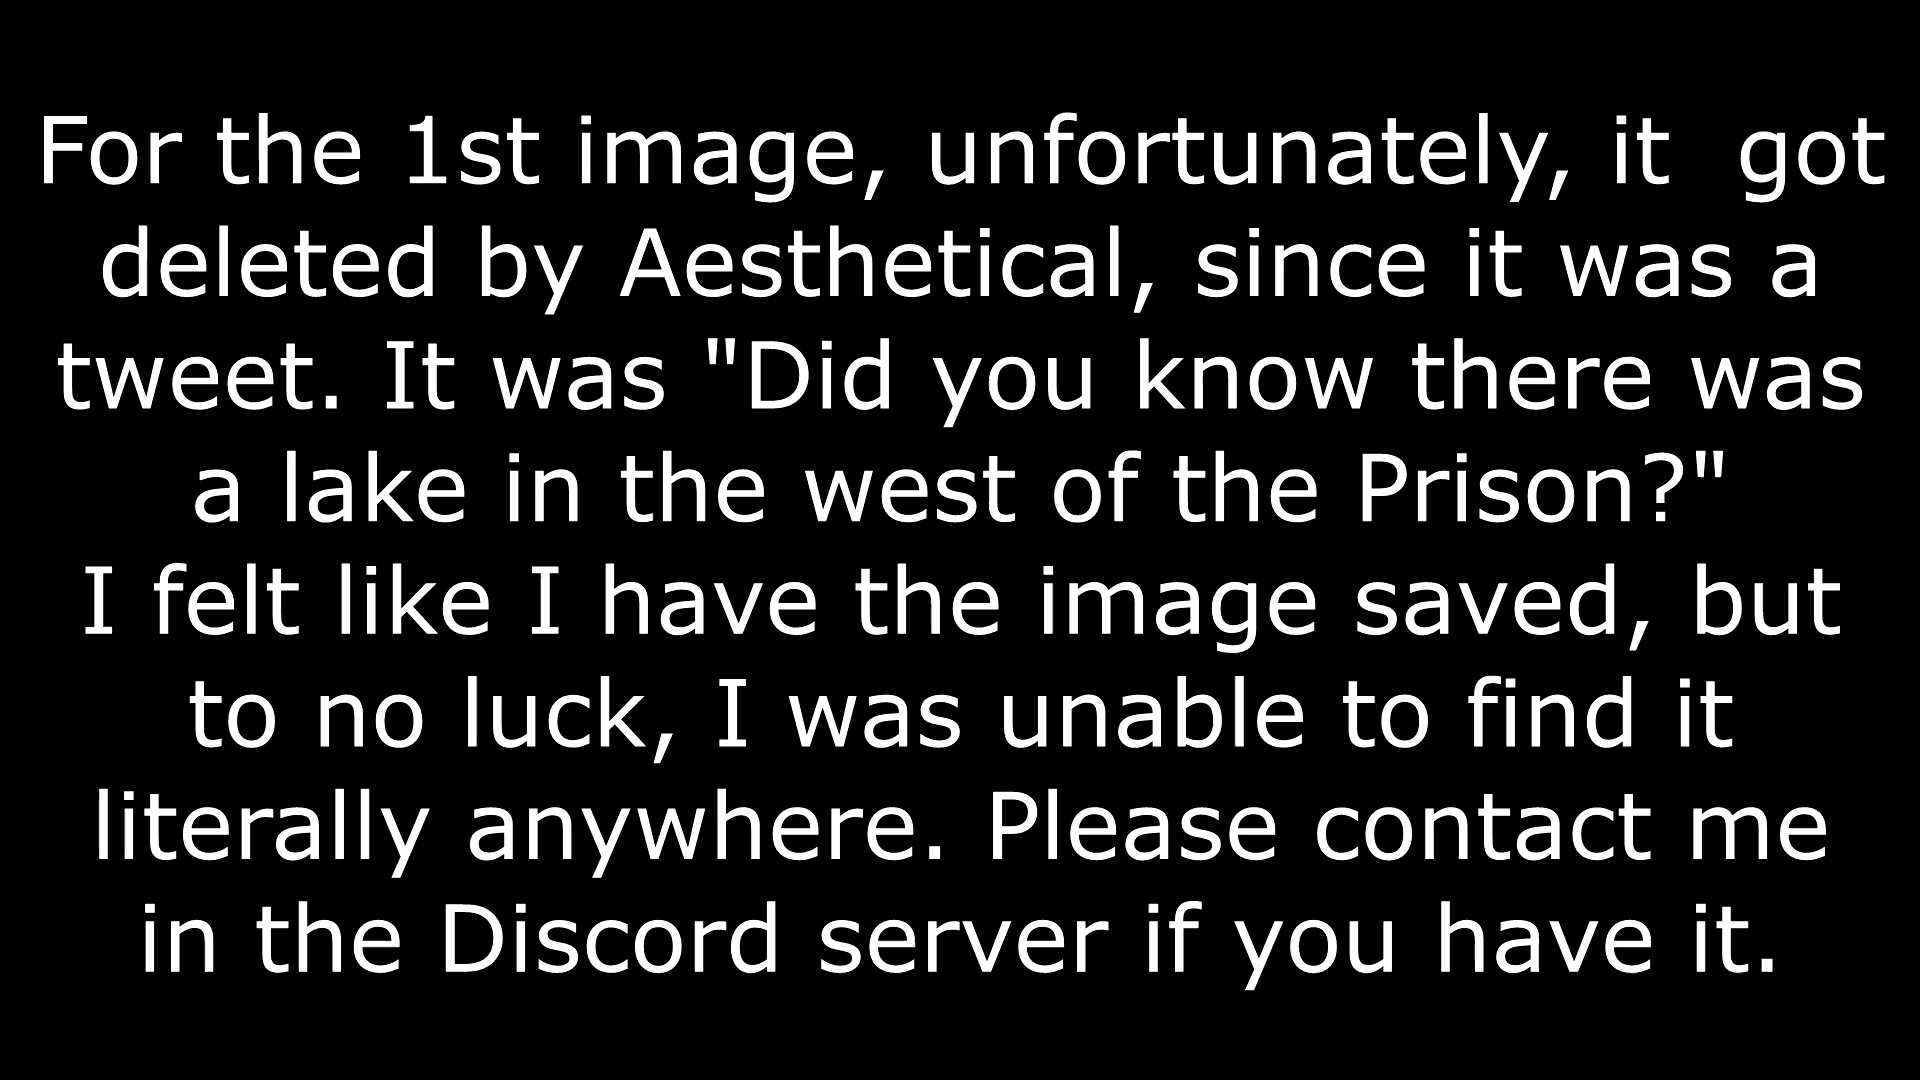 For the 1st image, unfortunately, it  got
deleted by Aesthetical, since it was a
tweet. It was "Did you know there was
a lake in the west of the Prison?"
I felt like I have the image saved, but
to no luck, I was unable to find it
literally anywhere. Please contact me
in the Discord server if you have it.